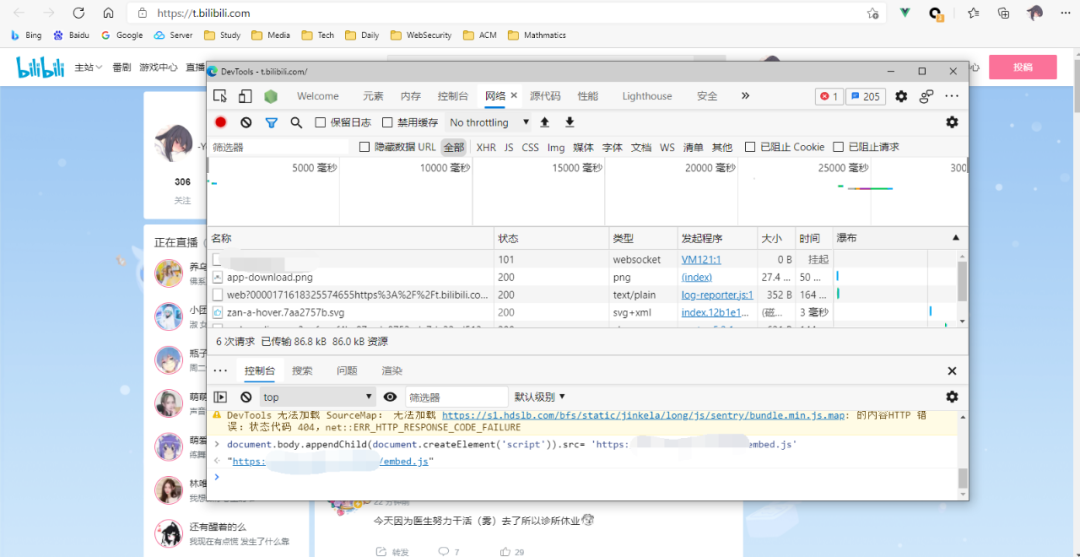 https://t.bilibili.com
Bing Baidu Google Server Study Media Tech Daily WebSecurity ACM Mathmatics
bilibili 主站 番剧 游戏中心 直播
投稿
DevTools - t.bilibili.com/
Welcome 元素 内存 控制台 网络 源代码 性能 Lighthouse 安全 1 205
保留日志 禁用缓存 No throttling
筛选器 隐藏数据 URL 全部 XHR JS CSS Img 媒体 字体 文档 WS 清单 其他 已阻止 Cookie 已阻止请求
5000 毫秒 10000 毫秒 15000 毫秒 20000 毫秒 25000 毫秒 300
306
关注
名称 状态 类型 发起程序 大小 时间 瀑布
101 websocket VM121:1 0 B 挂起
app-download.png 200 png (index) 27.4 ... 50 ...
web?0000171618325574655https%3A%2F%2Ft.bilibili.co... 200 text/plain log-reporter.js:1 352 B 164 ...
zan-a-hover.7aa2757b.svg 200 svg+xml index.12b1e1... (磁... 3 毫秒
6 次请求 已传输 86.8 kB 86.0 kB 资源
正在直播
养乌
小团
瓶子
周二
萌萌
声音
萌爱
练舞
林雎
我想
还有醒着的么
我现在有点慌 发生了什么靠
控制台 搜索 问题 渲染
top 筛选器 默认级别
DevTools 无法加载 SourceMap: 无法加载 https://s1.hdslb.com/bfs/static/jinkela/long/js/sentry/bundle.min.js.map: 的内容HTTP 错
误: 状态代码 404, net::ERR_HTTP_RESPONSE_CODE_FAILURE
document.body.appendChild(document.createElement('script')).src= 'https: embed.js'
"https: /embed.js"
今天因为医生努力干活（雾）去了所以诊所休业
转发 7 29